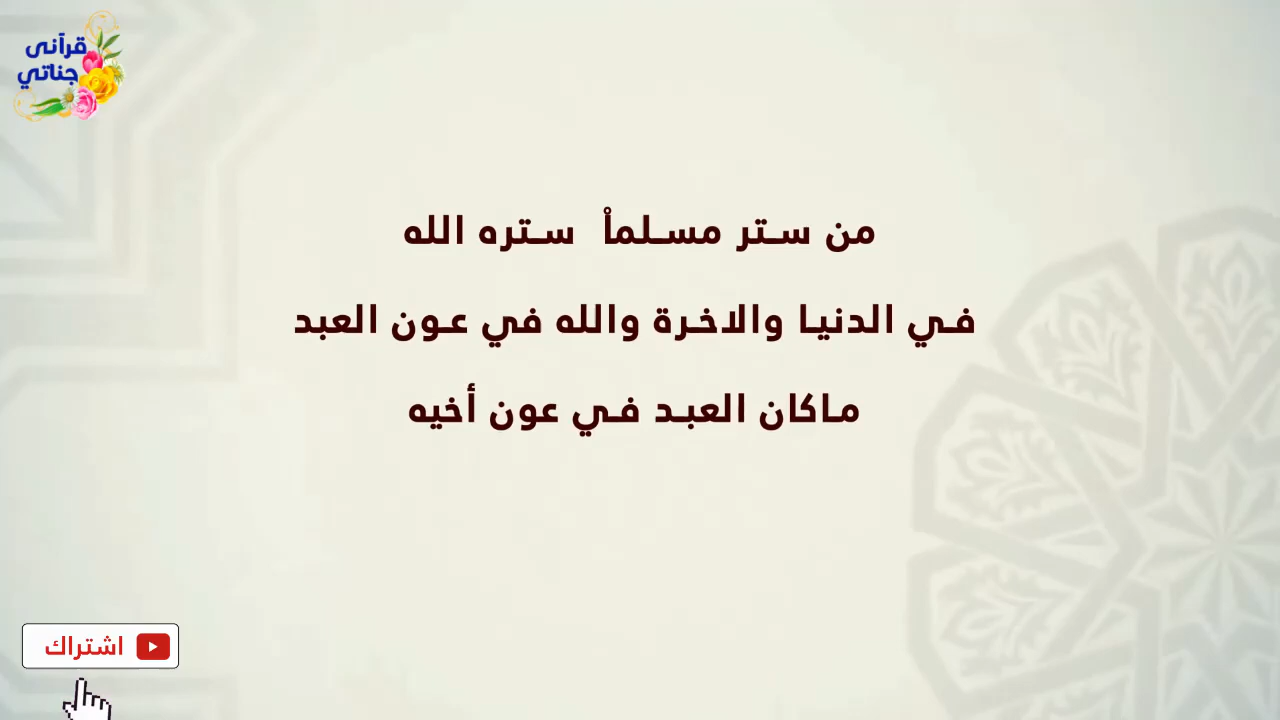 قرآنى
جناتي
من ستر مسلماْ ستره الله
في الدنيا والاخرة والله في عون العبد
ماكان العبد في عون أخيه
اشتراك